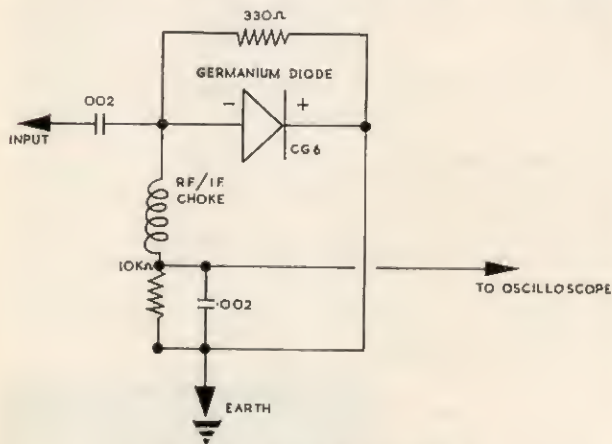 330Ω
GERMANIUM DIODE
002
- +
INPUT
CG6
RF/IF
CHOKE
10KΩ
TO OSCILLOSCOPE
·002
EARTH